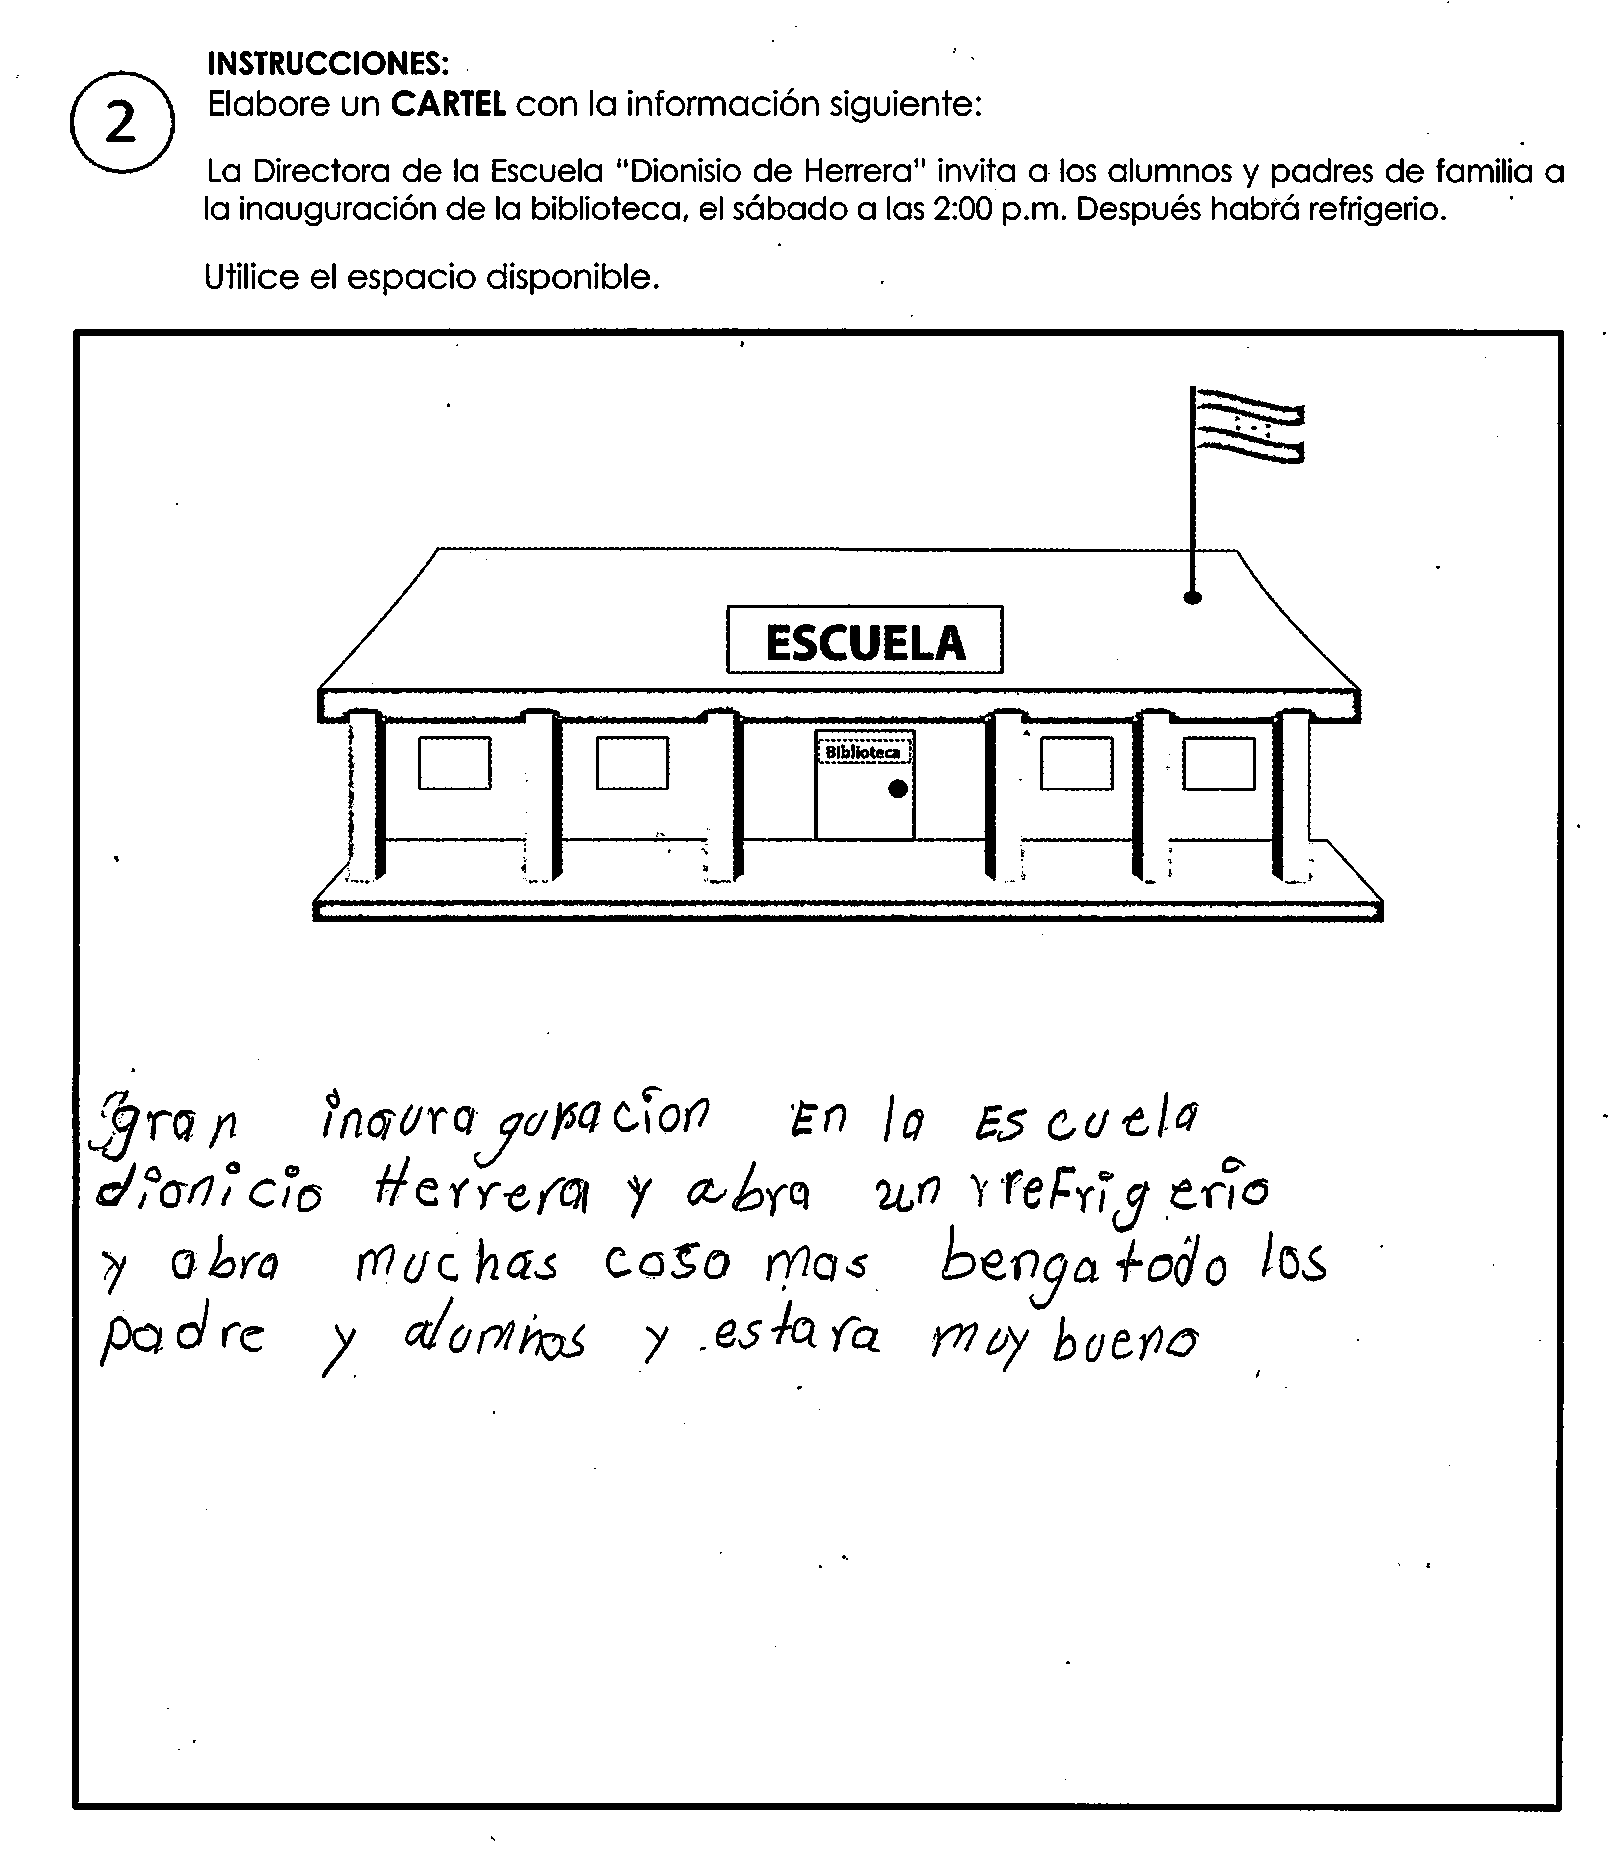 INSTRUCCIONES:
2
Elabore un CARTEL con la información siguiente:
La Directora de la Escuela "Dionisio de Herrera" invita a los alumnos y padres de familia a
la inauguración de la biblioteca, el sábado a las 2:00 p.m. Después habrá refrigerio.
Utilice el espacio disponible.
ESCUELA
Biblioteca
gran inauragupacion En la Escuela
dionicio Herrera y abra un rrefrigerio
y abra muchas coso mas benga todo los
padre y alumnos y estara muy bueno